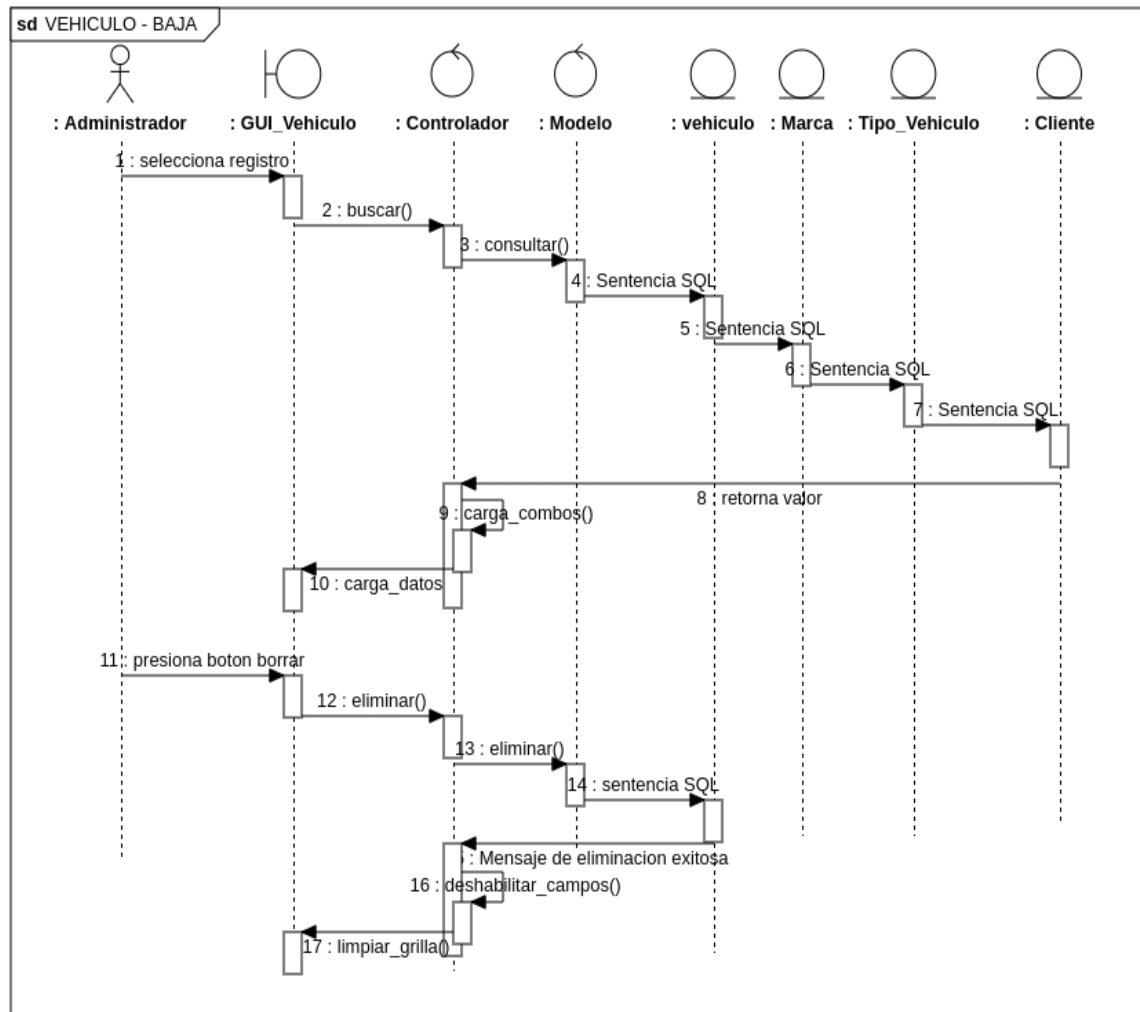 sd VEHICULO - BAJA
: Administrador
: GUI_Vehiculo
: Controlador
: Modelo
: vehiculo
: Marca
: Tipo_Vehiculo
: Cliente
1 : selecciona registro
2 : buscar()
3 : consultar()
4 : Sentencia SQL
5 : Sentencia SQL
6 : Sentencia SQL
7 : Sentencia SQL
8 : retorna valor
9 : carga_combos()
10 : carga_datos
11 : presiona boton borrar
12 : eliminar()
13 : eliminar()
14 : sentencia SQL
: Mensaje de eliminacion exitosa
16 : deshabilitar_campos()
17 : limpiar_grilla()